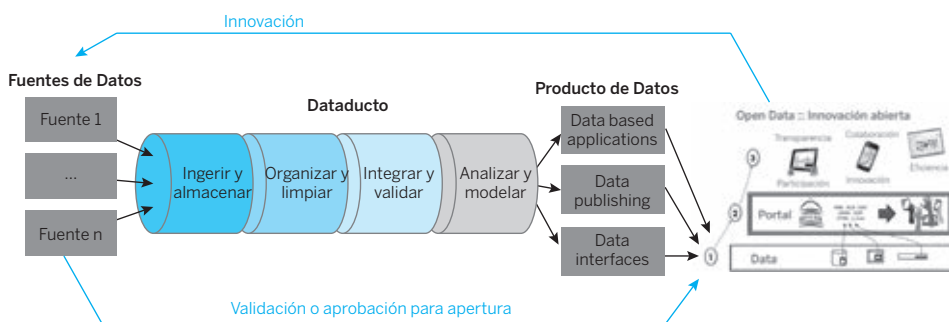 Innovación
Fuentes de Datos
Fuente 1
...
Fuente n
Dataducto
Ingerir y
almacenar
Organizar y
limpiar
Integrar y
validar
Analizar y
modelar
Producto de Datos
Data based
applications
Data
publishing
Data
interfaces
Open Data :: Innovación abierta
Transparencia
Colaboración
Eficiencia
Participación
Innovación
3
2
Portal
1
Data
Validación o aprobación para apertura